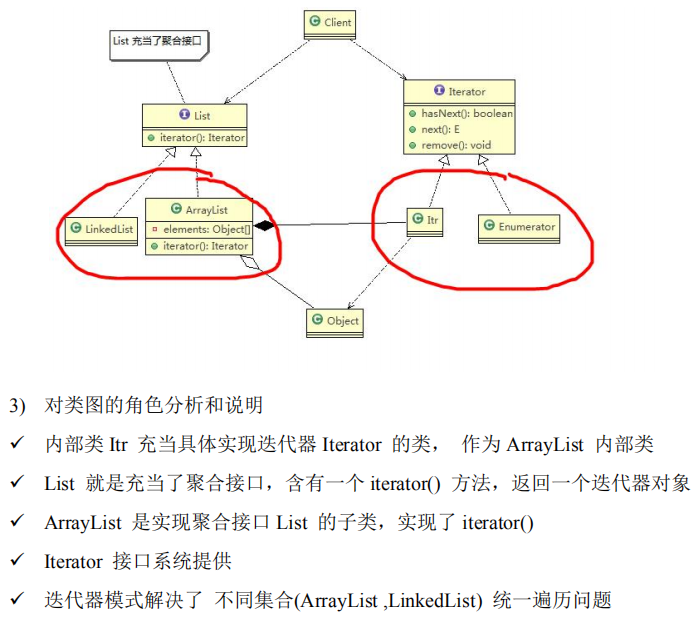 Client
List 充当了聚合接口
Iterator
hasNext(): boolean
next(): E
remove(): void
List
iterator(): Iterator
ArrayList
elements: Object[]
iterator(): Iterator
LinkedList
Itr
Enumerator
Object
3) 对类图的角色分析和说明
✓ 内部类 Itr 充当具体实现迭代器 Iterator 的类， 作为 ArrayList 内部类
✓ List 就是充当了聚合接口，含有一个 iterator() 方法，返回一个迭代器对象
✓ ArrayList 是实现聚合接口 List 的子类，实现了 iterator()
✓ Iterator 接口系统提供
✓ 迭代器模式解决了 不同集合(ArrayList ,LinkedList) 统一遍历问题